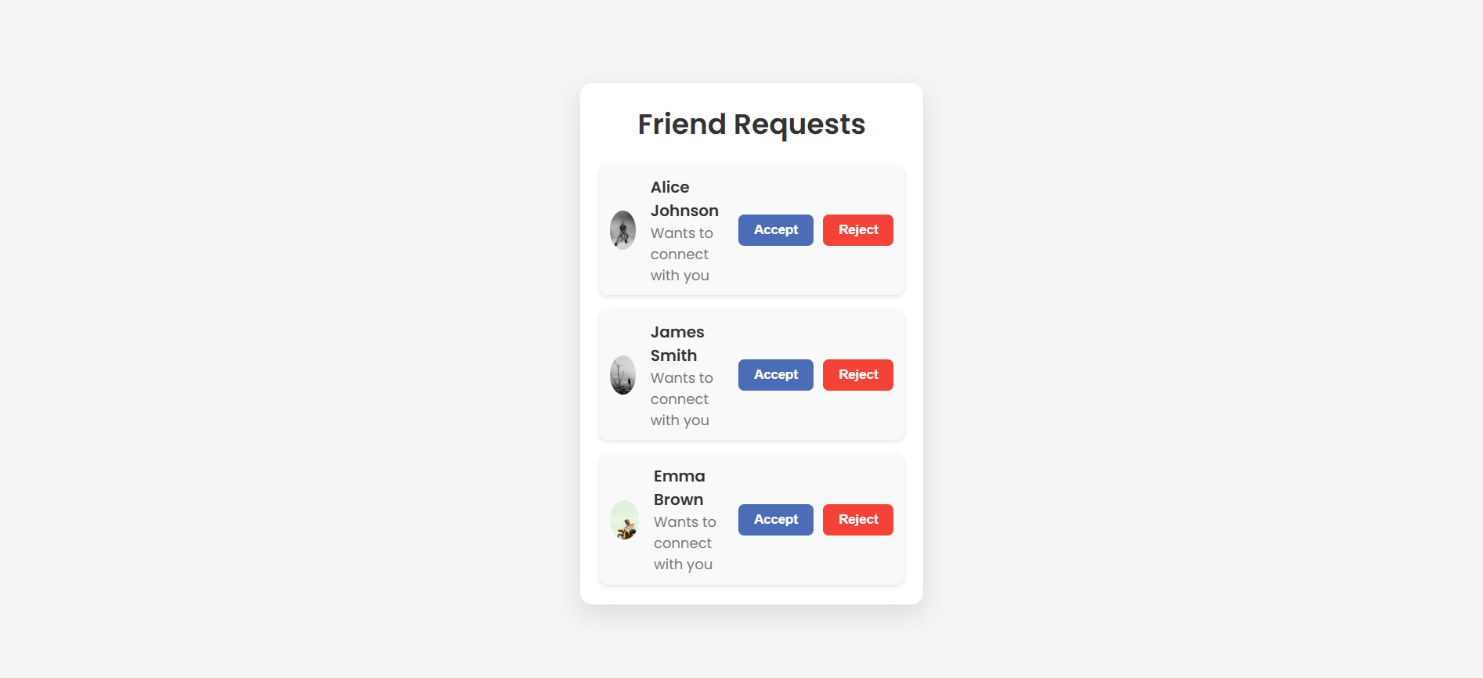 Friend Requests
Alice
Johnson
Wants to
connect
with you
Accept
Reject
James
Smith
Wants to
connect
with you
Accept
Reject
Emma
Brown
Wants to
connect
with you
Accept
Reject